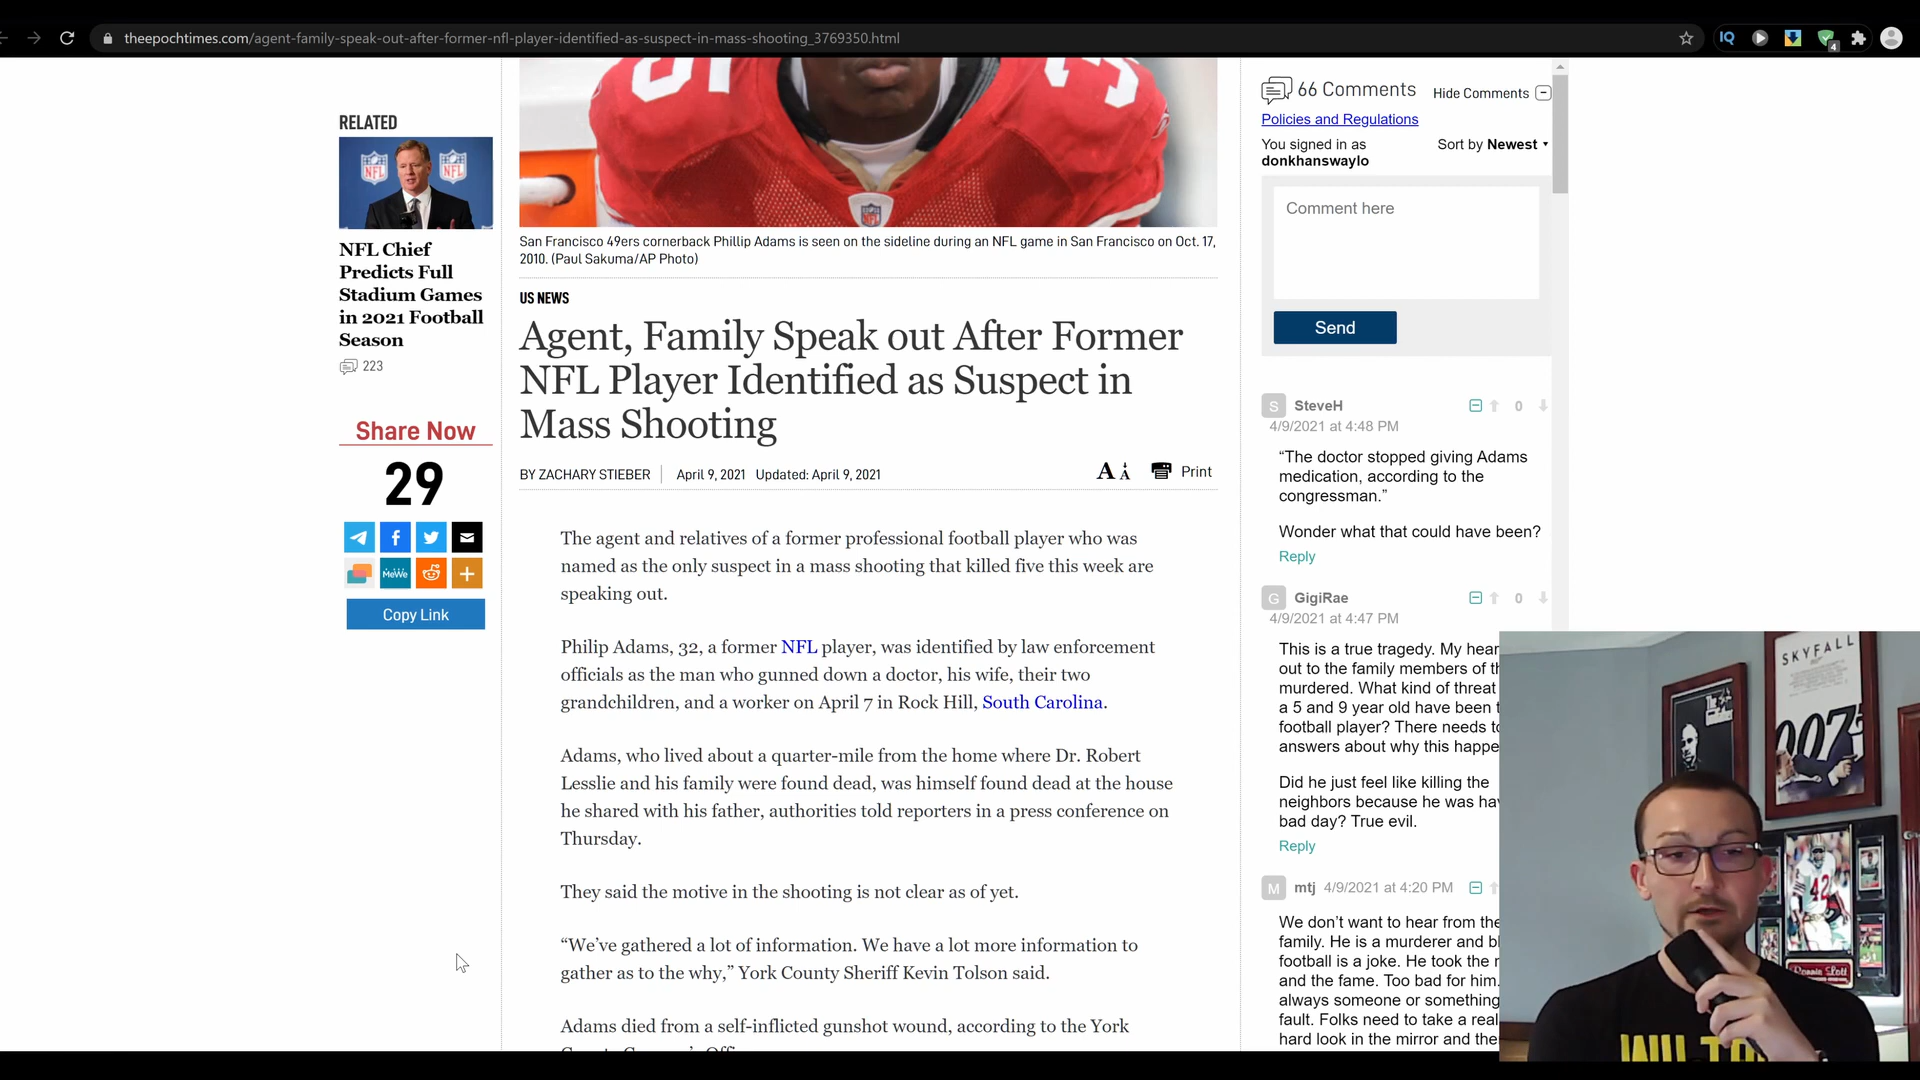 theepochtimes.com/agent-family-speak-out-after-former-nfl-player-identified-as-suspect-in-mass-shooting_3769350.html
IQ
4
RELATED
NFL
NFL
NFL Chief
Predicts Full
Stadium Games
in 2021 Football
Season
223
Share Now
29
MeWe
Copy Link
San Francisco 49ers cornerback Phillip Adams is seen on the sideline during an NFL game in San Francisco on Oct. 17,
2010. (Paul Sakuma/AP Photo)
US NEWS
Agent, Family Speak out After Former
NFL Player Identified as Suspect in
Mass Shooting
BY ZACHARY STIEBER
April 9, 2021 Updated: April 9, 2021
A A
Print
The agent and relatives of a former professional football player who was
named as the only suspect in a mass shooting that killed five this week are
speaking out.
Philip Adams, 32, a former NFL player, was identified by law enforcement
officials as the man who gunned down a doctor, his wife, their two
grandchildren, and a worker on April 7 in Rock Hill, South Carolina.
Adams, who lived about a quarter-mile from the home where Dr. Robert
Lesslie and his family were found dead, was himself found dead at the house
he shared with his father, authorities told reporters in a press conference on
Thursday.
They said the motive in the shooting is not clear as of yet.
“We’ve gathered a lot of information. We have a lot more information to
gather as to the why,” York County Sheriff Kevin Tolson said.
Adams died from a self-inflicted gunshot wound, according to the York
66 Comments
Hide Comments
Policies and Regulations
You signed in as
donkhanswaylo
Sort by Newest
Comment here
Send
S
SteveH
0
4/9/2021 at 4:48 PM
“The doctor stopped giving Adams
medication, according to the
congressman.”
Wonder what that could have been?
Reply
G
GigiRae
0
4/9/2021 at 4:47 PM
This is a true tragedy. My hear
out to the family members of th
murdered. What kind of threat
a 5 and 9 year old have been t
football player? There needs to
answers about why this happe
Did he just feel like killing the
neighbors because he was hav
bad day? True evil.
Reply
M
mtj 4/9/2021 at 4:20 PM
We don’t want to hear from the
family. He is a murderer and bl
football is a joke. He took the
and the fame. Too bad for him.
always someone or something
fault. Folks need to take a real
hard look in the mirror and the
SKYFALL
007
42
Ronnie Lott